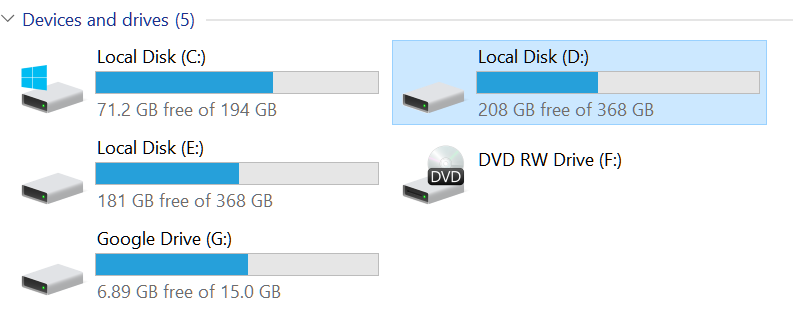 Devices and drives (5)
Local Disk (C:)
71.2 GB free of 194 GB
Local Disk (D:)
208 GB free of 368 GB
Local Disk (E:)
181 GB free of 368 GB
DVD
DVD RW Drive (F:)
Google Drive (G:)
6.89 GB free of 15.0 GB